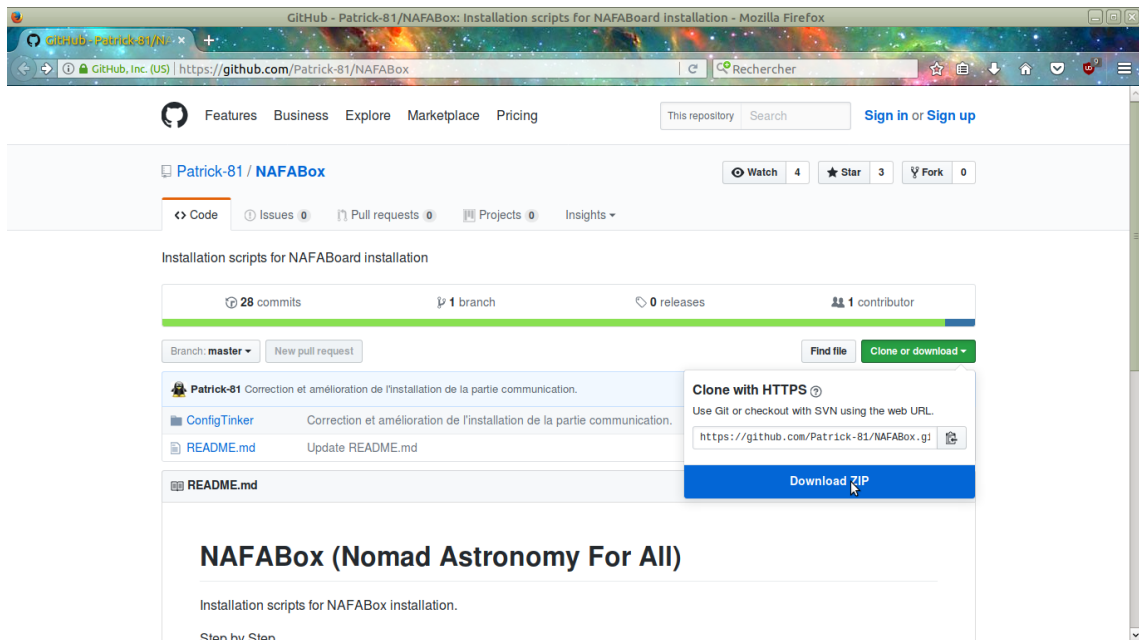 GitHub - Patrick-81/NAFABox: Installation scripts for NAFABoard installation - Mozilla Firefox
GitHub - Patrick-81/N
GitHub, Inc. (US) https://github.com/Patrick-81/NAFABox Rechercher
Features Business Explore Marketplace Pricing This repository Search Sign in or Sign up
Patrick-81 / NAFABox Watch 4 Star 3 Fork 0
Code Issues 0 Pull requests 0 Projects 0 Insights
Installation scripts for NAFABoard installation
28 commits 1 branch 0 releases 1 contributor
Branch: master New pull request Find file Clone or download
Patrick-81 Correction et amélioration de l'installation de la partie communication.
ConfigTinker Correction et amélioration de l'installation de la partie communication.
README.md Update README.md
Clone with HTTPS
Use Git or checkout with SVN using the web URL.
https://github.com/Patrick-81/NAFABox.gi
Download ZIP
README.md
NAFABox (Nomad Astronomy For All)
Installation scripts for NAFABox installation.
Step by Step